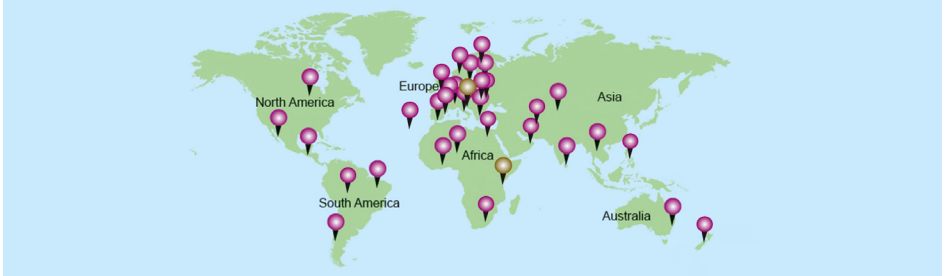 Europe
Asia
North America
Africa
South America
Australia